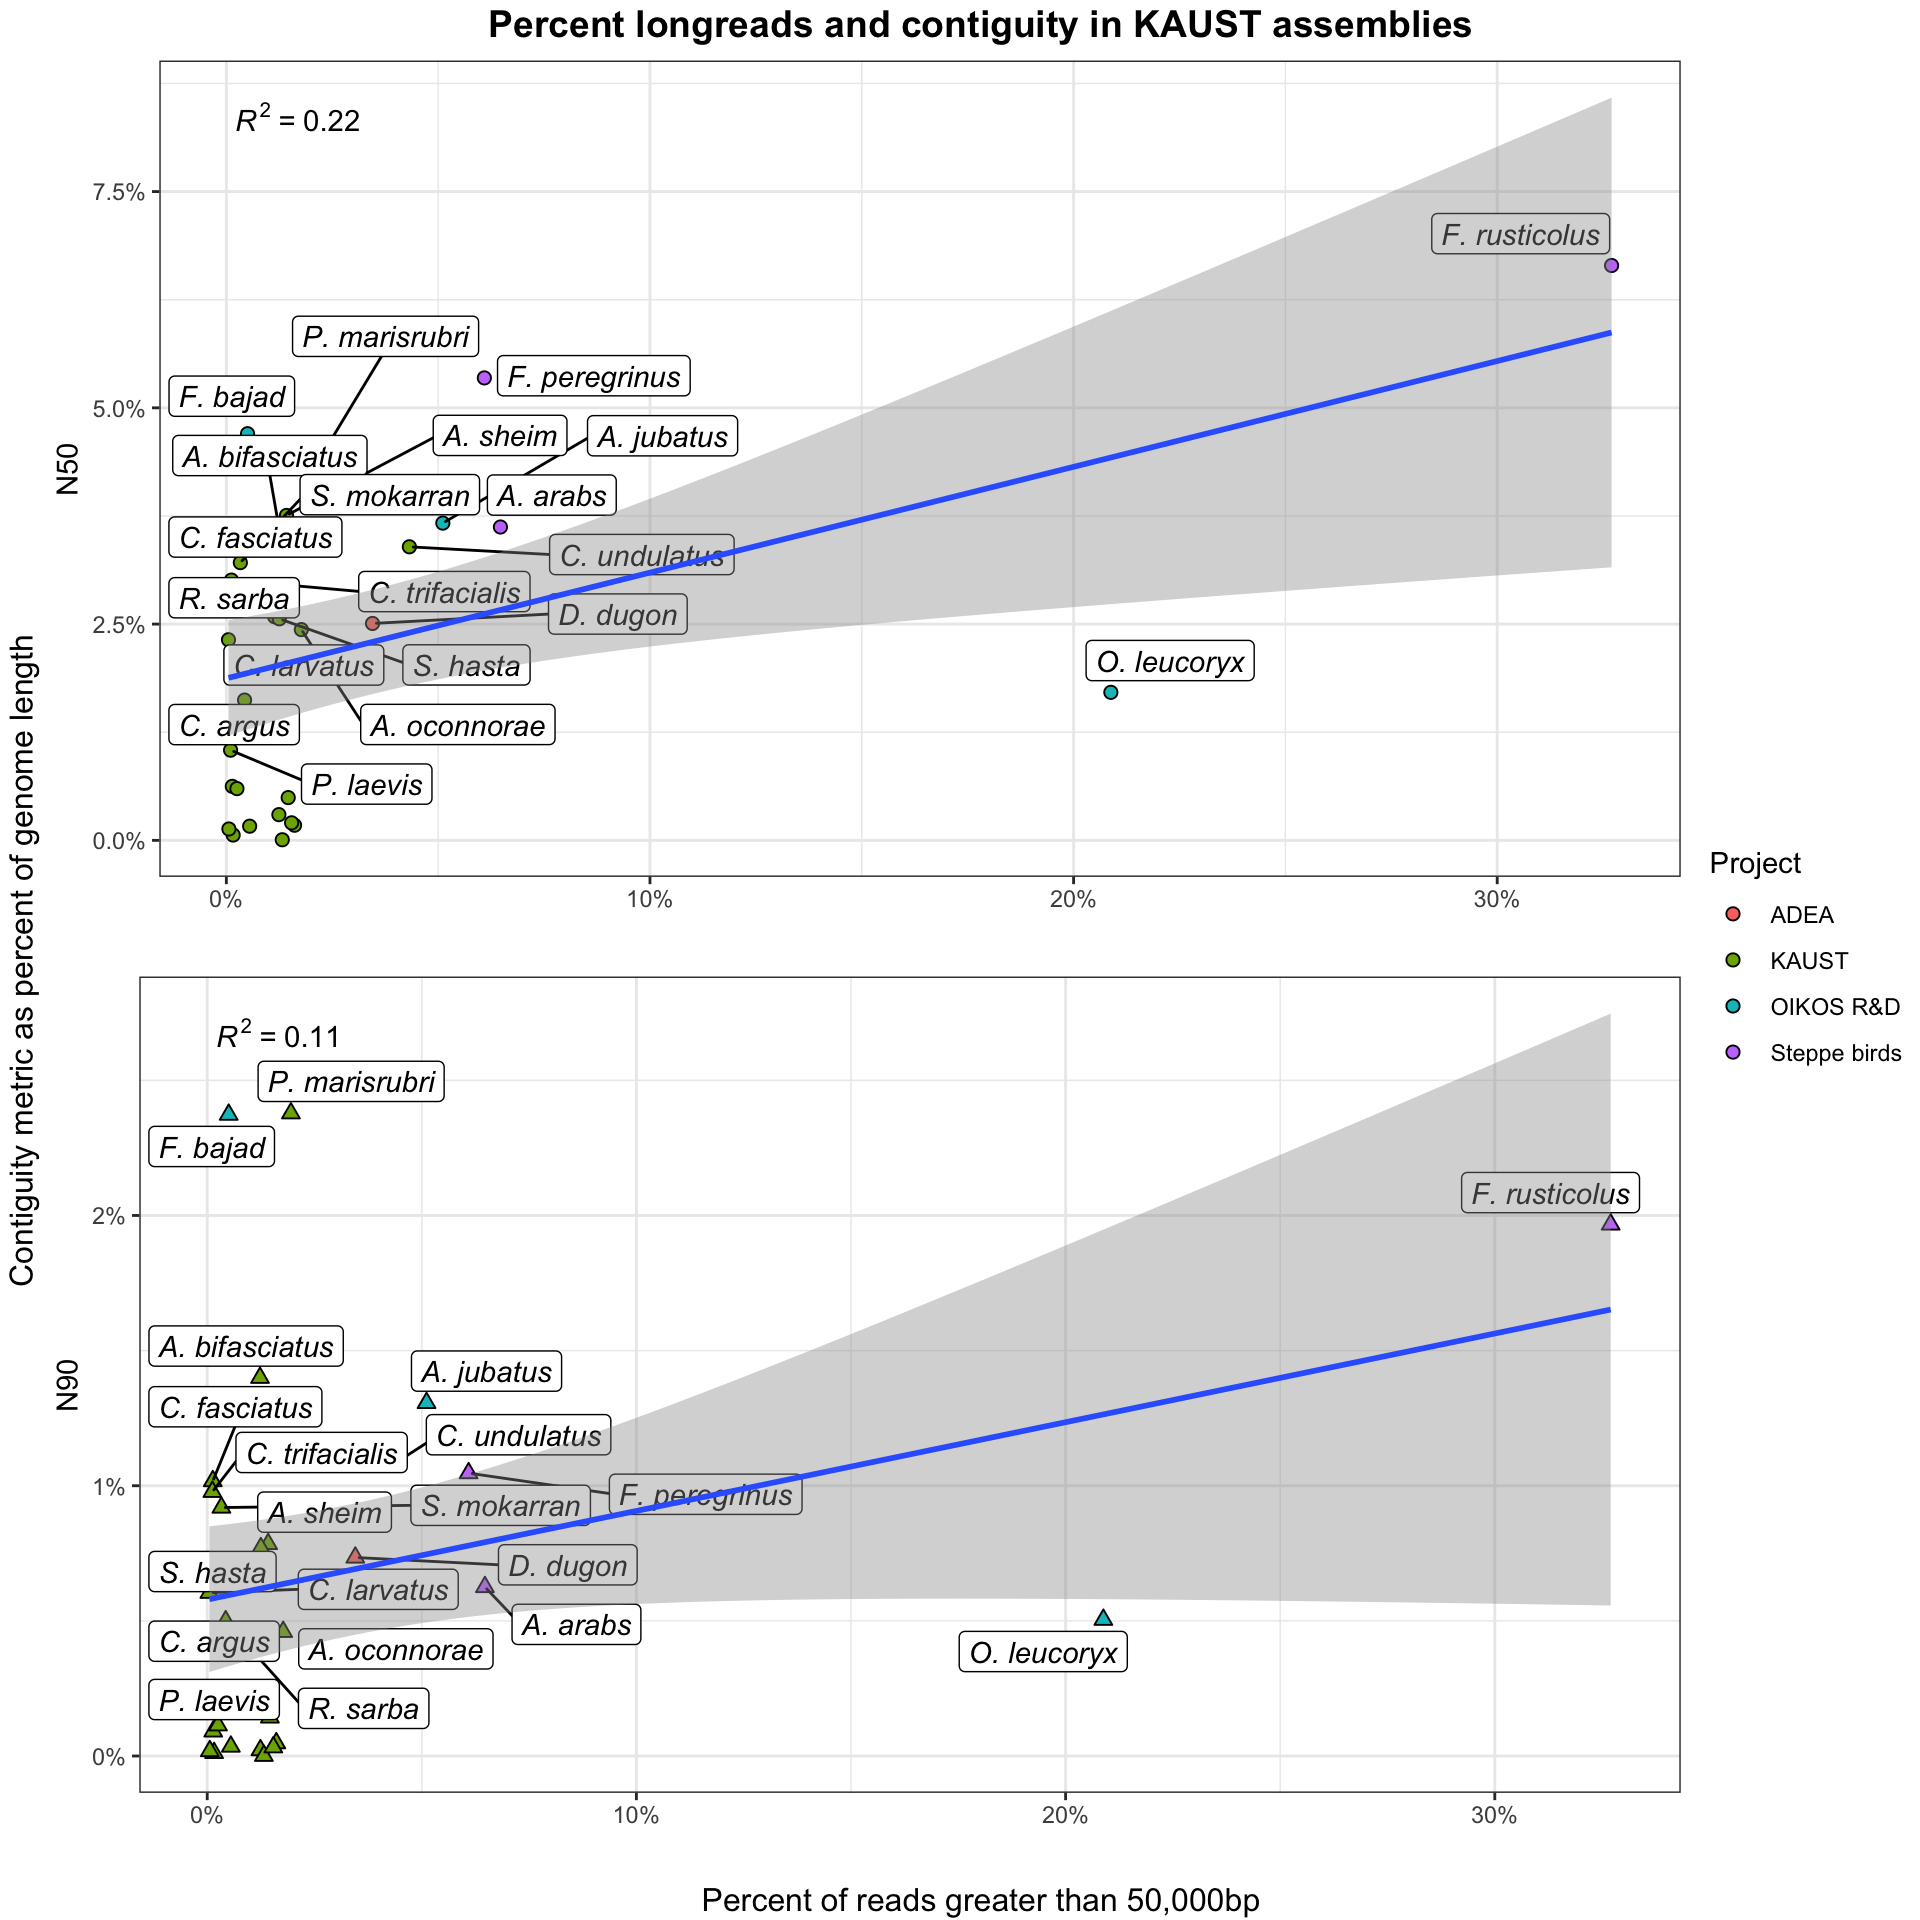 Percent longreads and contiguity in KAUST assemblies
Contiguity metric as percent of genome length
N50
R² = 0.22
7.5%
5.0%
2.5%
0.0%
F. rusticolus
P. marisrubri
F. peregrinus
F. bajad
A. sheim
A. jubatus
A. bifasciatus
S. mokarran
A. arabs
C. fasciatus
C. undulatus
C. trifacialis
R. sarba
D. dugon
C. larvatus
S. hasta
O. leucoryx
C. argus
A. oconnorae
P. laevis
0%
10%
20%
30%
Project
ADEA
KAUST
OIKOS R&D
Steppe birds
N90
R² = 0.11
2%
1%
0%
P. marisrubri
F. bajad
F. rusticolus
A. bifasciatus
A. jubatus
C. fasciatus
C. undulatus
C. trifacialis
F. peregrinus
A. sheim
S. mokarran
S. hasta
D. dugon
C. larvatus
A. arabs
C. argus
A. oconnorae
O. leucoryx
P. laevis
R. sarba
0%
10%
20%
30%
Percent of reads greater than 50,000bp